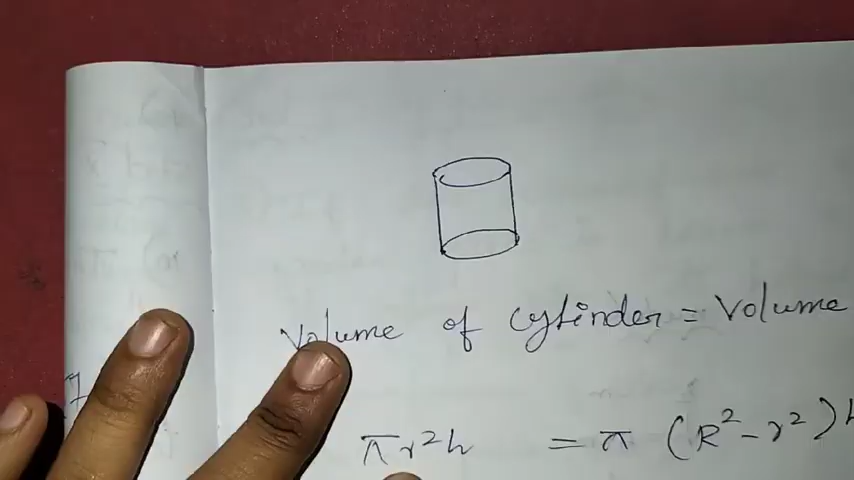 Volume of cylinder = Volume
πr²h = π (R² - r²) h